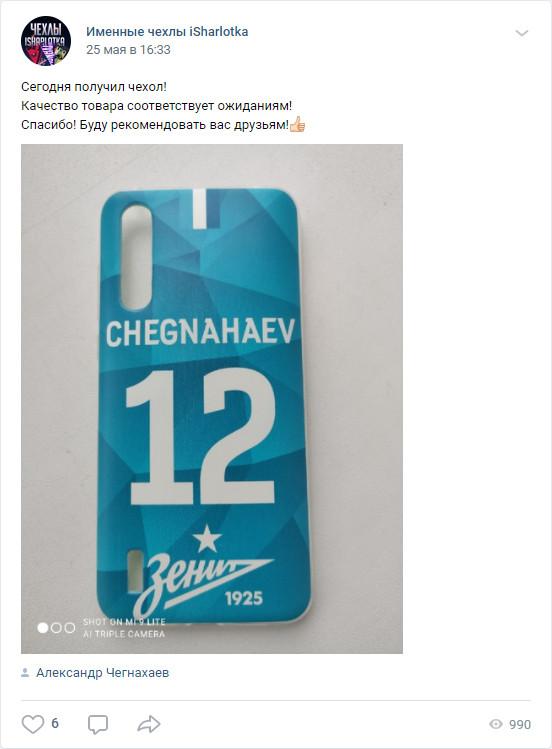 ЧЕХЛЫ
ISHARLOTKA
Именные чехлы iSharlotka
25 мая в 16:33
Сегодня получил чехол!
Качество товара соответствует ожиданиям!
Спасибо! Буду рекомендовать вас друзьям!👍🏻
CHEGNAHAEV
12
Зенит
1925
SHOT ON MI 9 LITE
AI TRIPLE CAMERA
Александр Чегнахаев
6
990